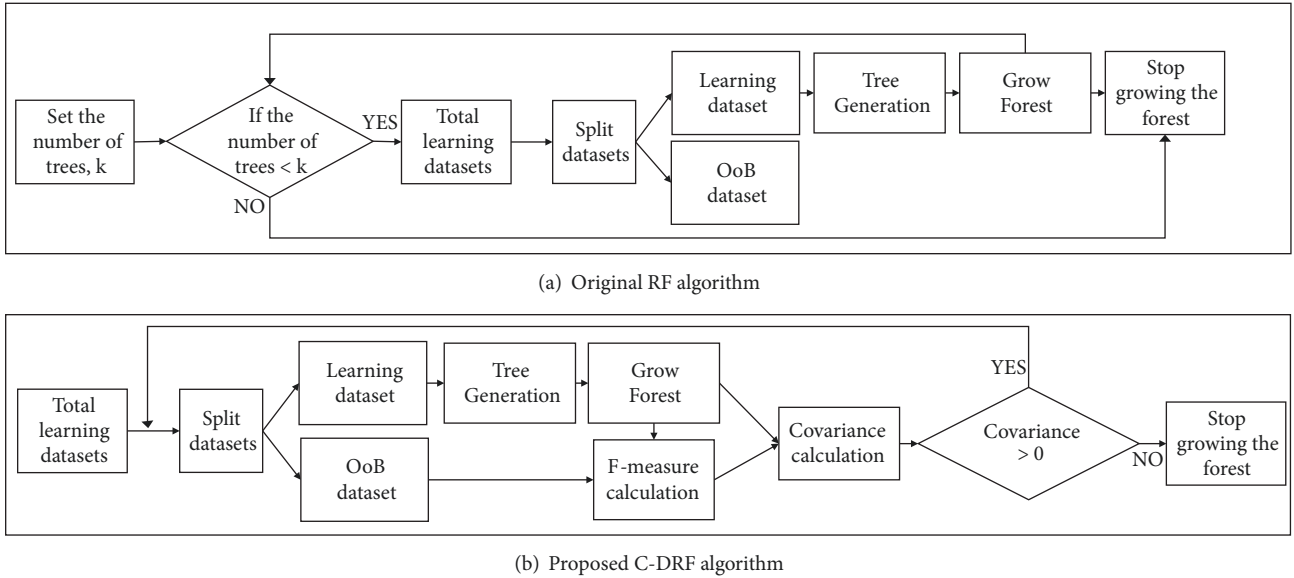 Set the
number of
trees, k
If the
number of
trees < k
YES
NO
Total
learning
datasets
Split
datasets
Learning
dataset
OoB
dataset
Tree
Generation
Grow
Forest
Stop
growing the
forest
(a) Original RF algorithm
Total
learning
datasets
Split
datasets
Learning
dataset
OoB
dataset
Tree
Generation
Grow
Forest
F-measure
calculation
Covariance
calculation
YES
Covariance
> 0
NO
Stop
growing the
forest
(b) Proposed C-DRF algorithm